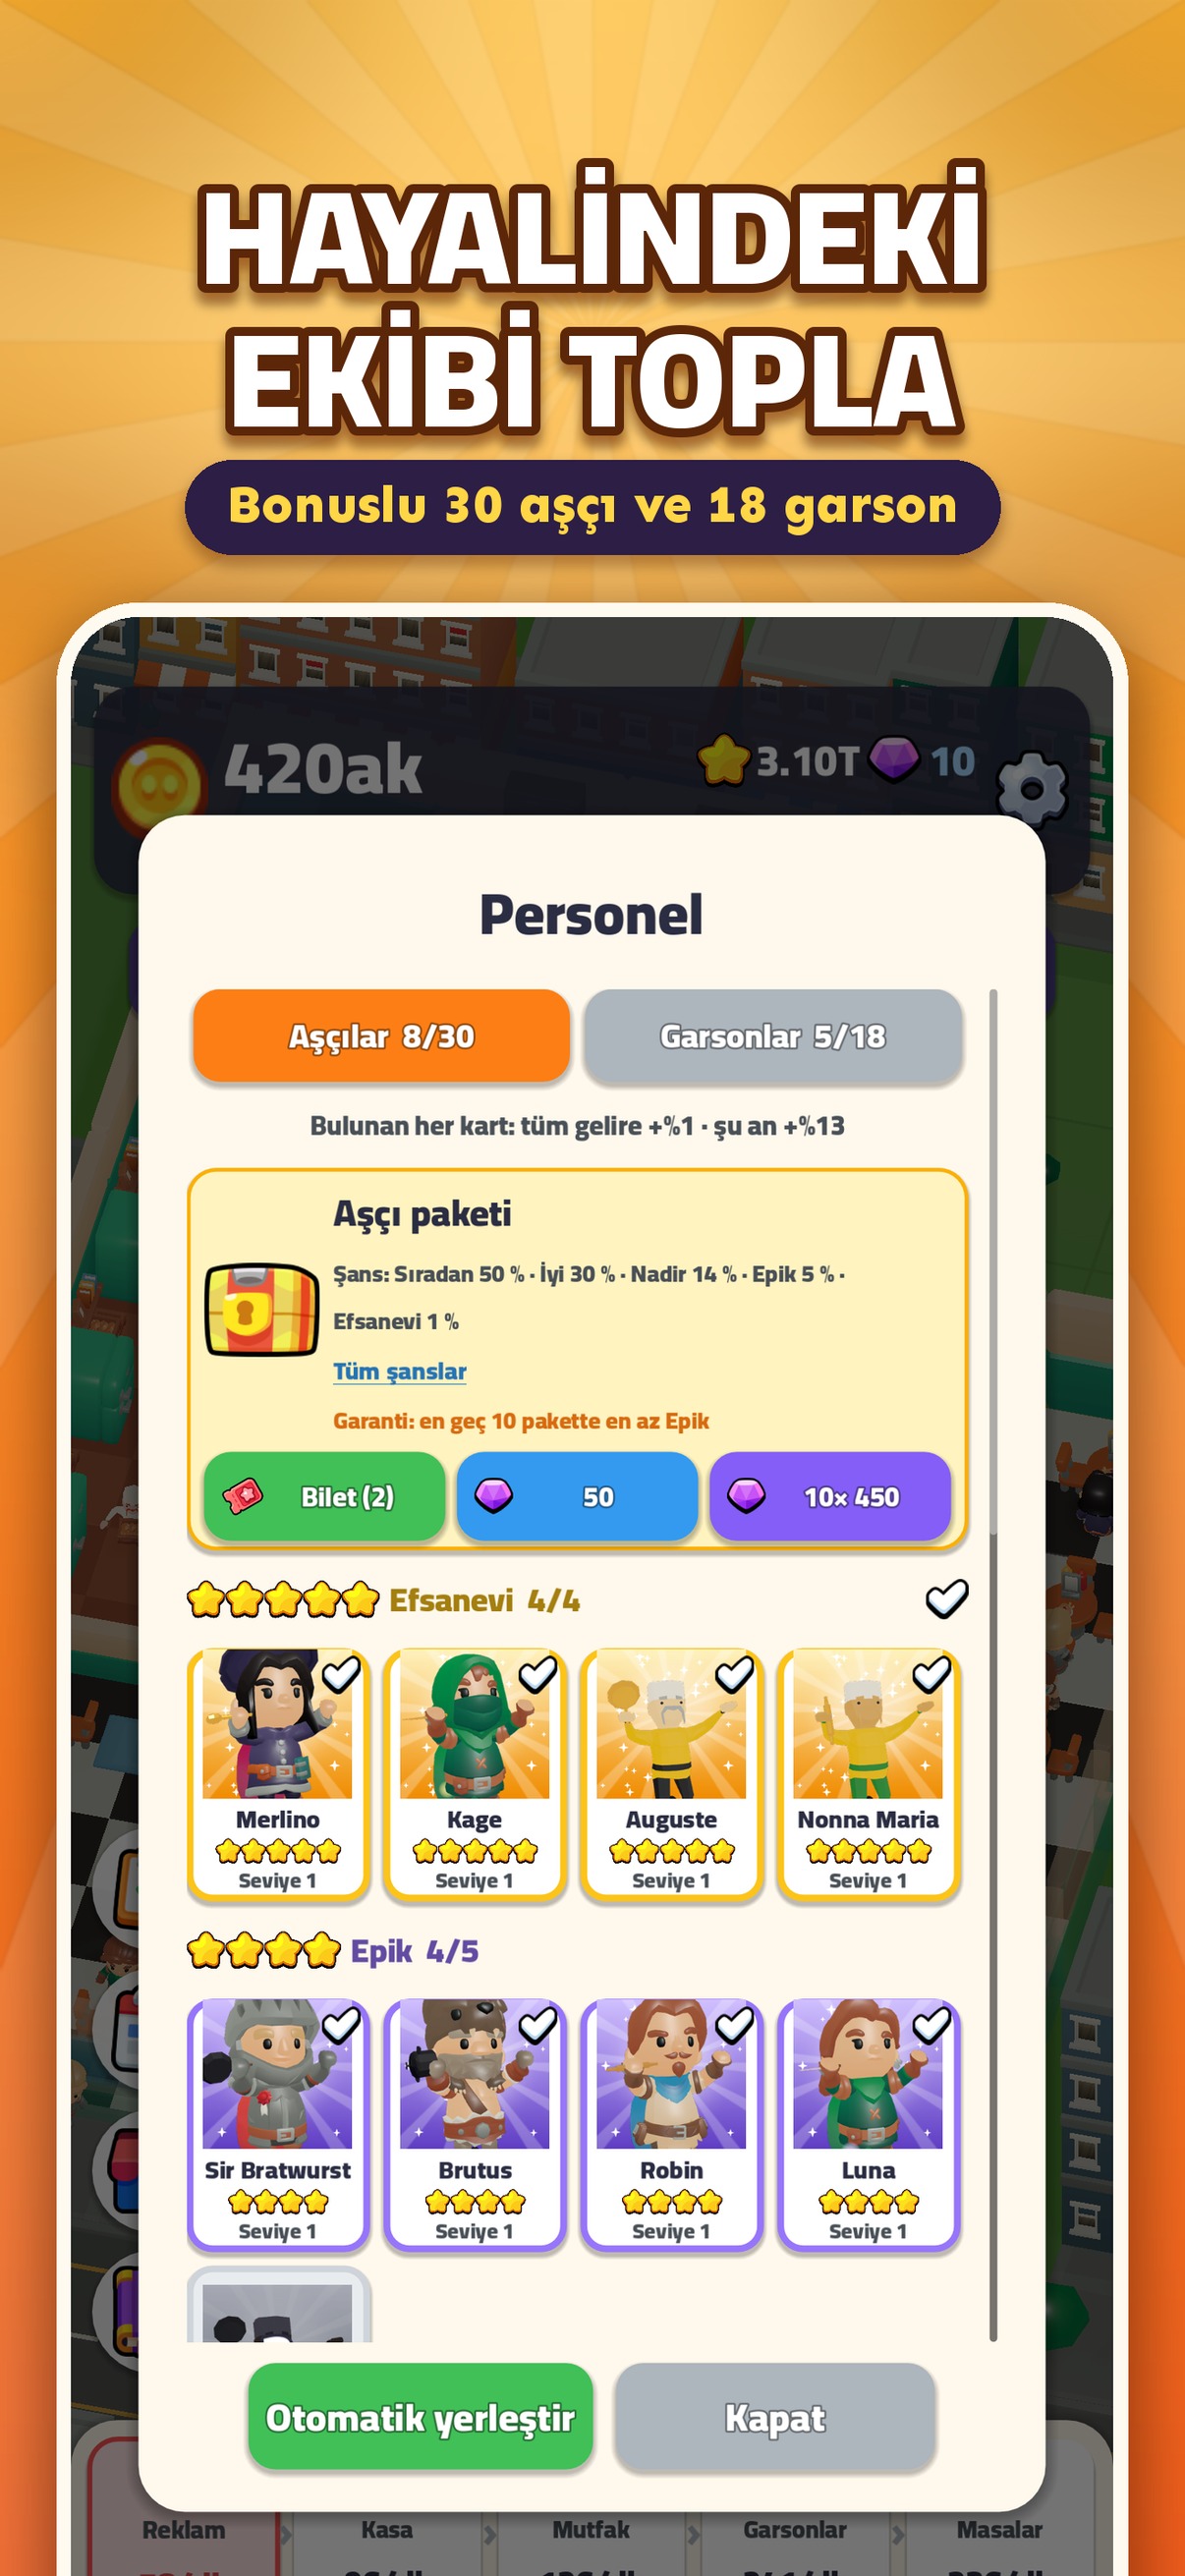 HAYALİNDEKİ
EKİBİ TOPLA
Bonuslu 30 aşçı ve 18 garson
420ak
3.10T
10
Personel
Aşçılar 8/30
Garsonlar 5/18
Bulunan her kart: tüm gelire +%1 · şu an +%13
Aşçı paketi
Şans: Sıradan 50 % · İyi 30 % · Nadir 14 % · Epik 5 % ·
Efsanevi 1 %
Tüm şanslar
Garanti: en geç 10 pakette en az Epik
Bilet (2)
50
10× 450
Efsanevi 4/4
Merlino
Kage
Auguste
Nonna Maria
Seviye 1
Seviye 1
Seviye 1
Seviye 1
Epik 4/5
Sir Bratwurst
Brutus
Robin
Luna
Seviye 1
Seviye 1
Seviye 1
Seviye 1
Otomatik yerleştir
Kapat
Reklam
Kasa
Mutfak
Garsonlar
Masalar